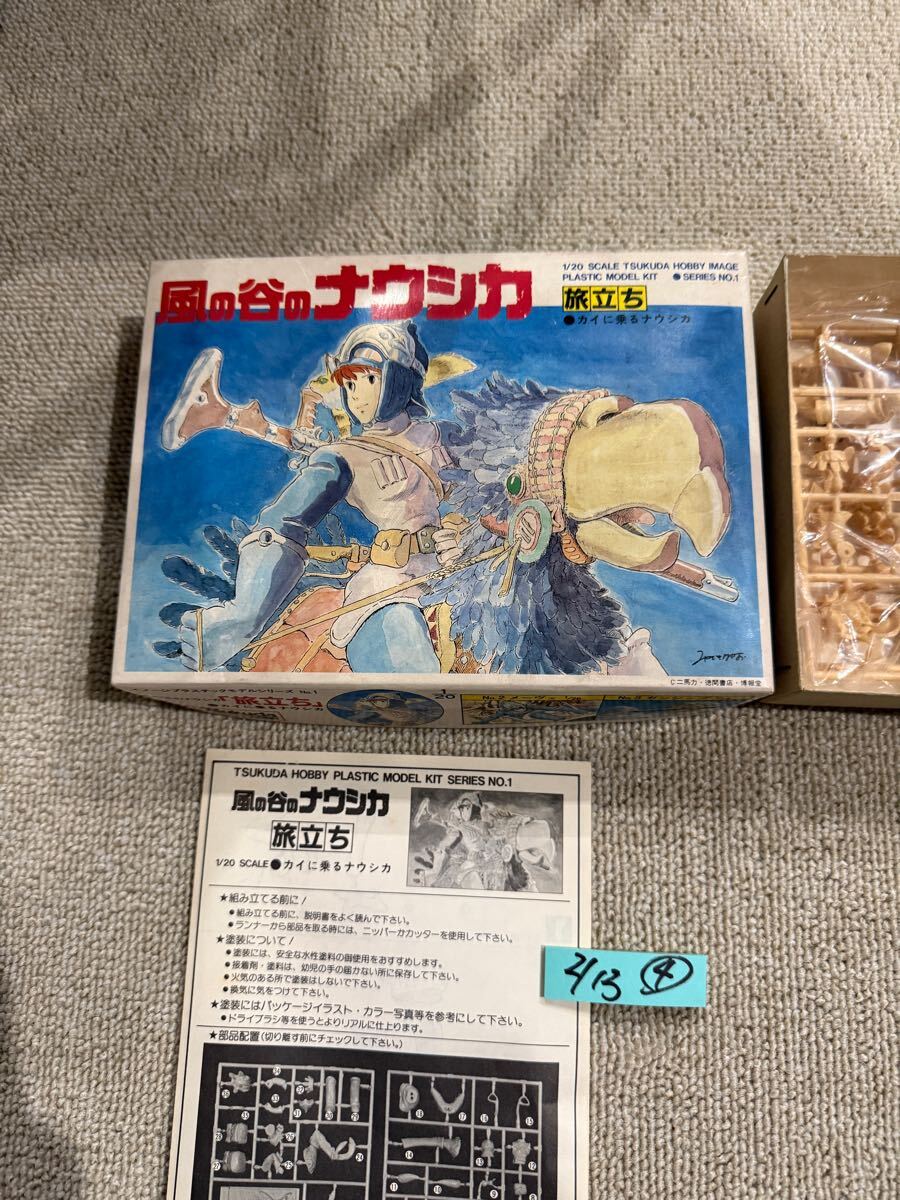 風の谷のナウシカ
1/20 SCALE TSUKUDA HOBBY IMAGE
PLASTIC MODEL KIT ●SERIES NO.1
旅立ち
●カイに乗るナウシカ
©二馬力・徳間書店・博報堂
「旅立ち」
TSUKUDA HOBBY PLASTIC MODEL KIT SERIES NO.1
風の谷のナウシカ
旅立ち
1/20 SCALE●カイに乗るナウシカ
★組み立てる前に!
●組み立てる前に、説明書をよく読んで下さい。
●ランナーから部品を取る時には、ニッパーかカッターを使用して下さい。
★塗装について!
●塗装には、安全な水性塗料の御使用をおすすめします。
●接着剤・塗料は、幼児の手の届かない所に保存して下さい。
●火気のある所で塗装はしないで下さい。
●換気に気をつけて下さい。
★塗装にはパッケージイラスト・カラー写真等を参考にして下さい。
●ドライブラシ等を使うとよりリアルに仕上ります。
★部品配置(切り離す前にチェックして下さい。)
2/13 ④